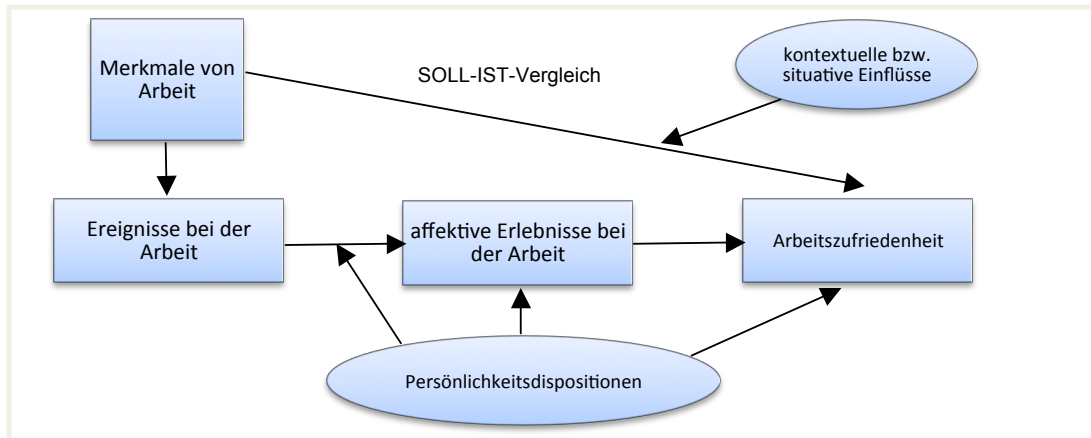 Merkmale von
Arbeit
SOLL-IST-Vergleich
kontextuelle bzw.
situative Einflüsse
Ereignisse bei der
Arbeit
affektive Erlebnisse bei
der Arbeit
Arbeitszufriedenheit
Persönlichkeitsdispositionen